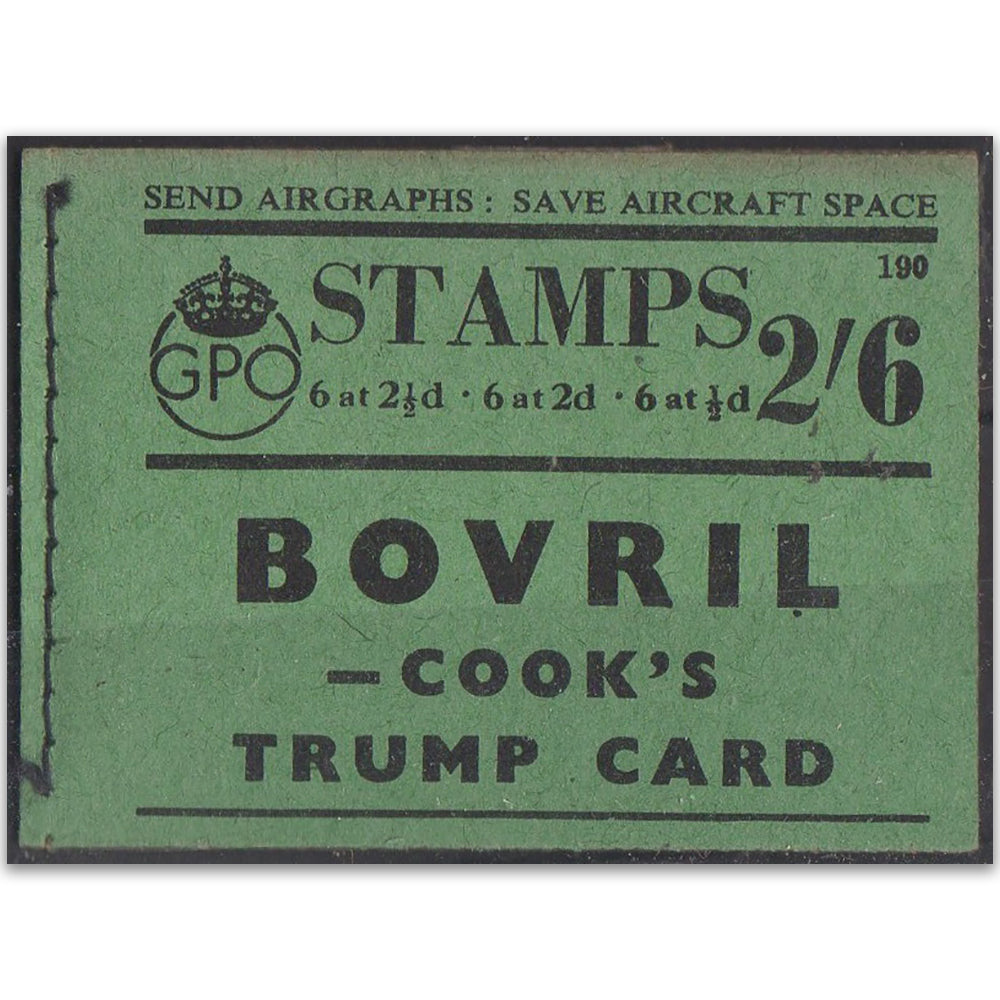 SEND AIRGRAPHS : SAVE AIRCRAFT SPACE
190
GPO
STAMPS 2/6
6 at 2½d · 6 at 2d · 6 at ½d
BOVRIL
—COOK'S
TRUMP CARD